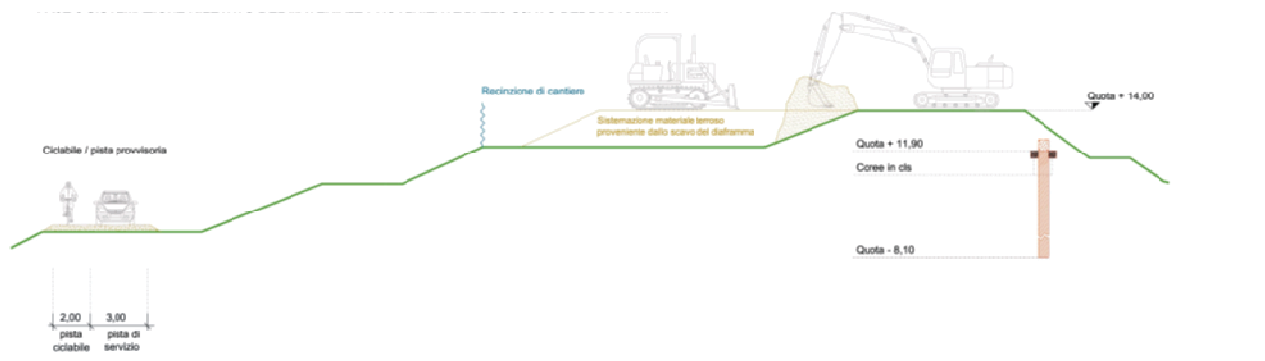 Recinzione di cantiere
Quota + 14,00
Sistemazione materiale terroso
proveniente dallo scavo del diaframma
Quota + 11,90
Ciclabile / pista provvisoria
Coree in cls
Quota - 8,10
2,00 3,00
pista
ciclabile
pista di
servizio